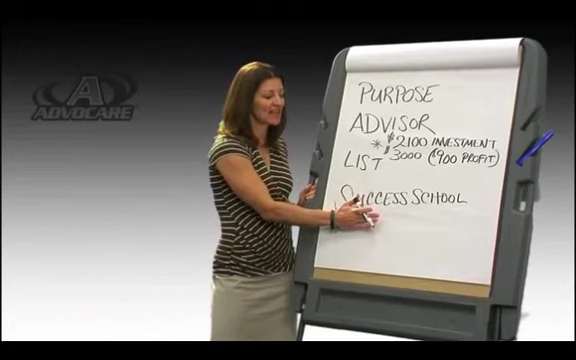 A
ADVOCARE
PURPOSE
ADVISOR
* $2100 INVESTMENT
LIST $3000 ($900 PROFIT)
SUCCESS SCHOOL